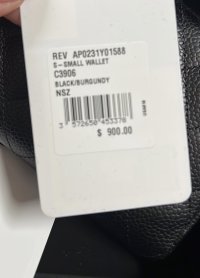 REV AP0231Y01588
S-SMALL WALLET
C3906
BLACK/BURGUNDY
NSZ
3 572650 453376
$ 900.00